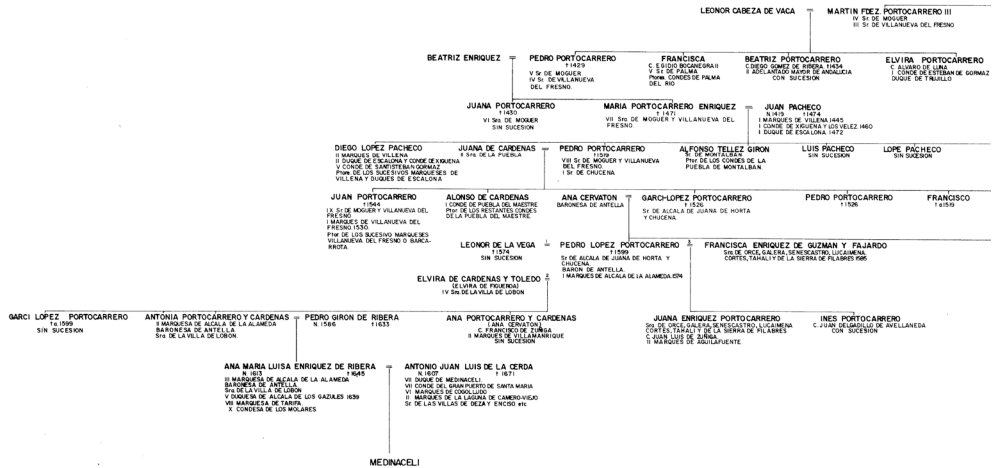 LEONOR CABEZA DE VACA = MARTIN FDEZ. PORTOCARRERO III
IV Sr. DE MOGUER
III Sr. DE VILLANUEVA DEL FRESNO
BEATRIZ ENRIQUEZ = PEDRO PORTOCARRERO
†1429
V Sr. DE MOGUER
IV Sr. DE VILLANUEVA
DEL FRESNO.
FRANCISCA
C. EGIDIO BOCANEGRA II
V Sr. DE PALMA
Ptores. CONDES DE PALMA
DEL RIO
BEATRIZ PORTOCARRERO
C. DIEGO GOMEZ DE RIBERA †1434
II ADELANTADO MAYOR DE ANDALICIA
CON SUCESION
ELVIRA PORTOCARRERO
C. ALVARO DE LUNA
I CONDE DE ESTEBAN DE GORMAZ
DUQUE DE TRUJILLO
JUANA PORTOCARRERO
†1430
VI Sra. DE MOGUER
SIN SUCESION
MARIA PORTOCARRERO ENRIQUEZ =
†1471
VII Sra. DE MOGUER Y VILLANUEVA DEL
FRESNO.
JUAN PACHECO
N. 1419 †1474
I MARQUES DE VILLENA 1445
I CONDE DE XIGUENA Y LOS VELEZ 1460
I DUQUE DE ESCALONA. 1472
DIEGO LOPEZ PACHECO
II MARQUES DE VILLENA
II DUQUE DE ESCALONA Y CONDE DE XIQUENA
V CONDE DE SANTISTEBAN GORMAZ
Ptore. DE LOS SUCESIVOS MARQUESES DE
VILLENA Y DUQUES DE ESCALONA
JUANA DE CARDENAS =
II Sra. DE LA PUEBLA
PEDRO PORTOCARRERO
†1519
VIII Sr. DE MOGUER Y VILLANUEVA
DEL FRESNO
I Sr. DE CHUCENA.
ALFONSO TELLEZ GIRON
Sr. DE MONTALBAN
Ptor. DE LOS CONDES DE LA
PUEBLA DE MONTALBAN.
LUIS PACHECO
SIN SUCESION
LOPE PACHECO
SIN SUCESION
JUAN PORTOCARRERO
†1544
IX Sr. DE MOGUER Y VILLANUEVA DEL
FRESNO
I MARQUES DE VILLANUEVA DEL
FRESNO. 1530.
Ptor DE LOS SUCESIVO MARQUESES
VILLANUEVA DEL FRESNO O BARCA-
RROTA
ALONSO DE CARDENAS
I CONDE DE PUEBLA DEL MAESTRE
Ptor DE LOS RESTANTES CONDES
DE LA PUEBLA DEL MAESTRE.
ANA CERVATON =
BARONESA DE ANTELLA
GARCI-LOPEZ PORTOCARRERO
†1526
Sr. DE ALCALA DE JUANA DE HORTA
Y CHUCENA.
PEDRO PORTOCARRERO
†1526
FRANCISCO
†a1519
LEONOR DE LA VEGA 1 =
†1574
SIN SUCESION
PEDRO LOPEZ PORTOCARRERO 3 =
†1599
Sr DE ALCALA DE JUANA DE HORTA Y
CHUCENA.
BARON DE ANTELLA.
I MARQUES DE ALCALA DE LA ALAMEDA. 1574
FRANCISCA ENRIQUEZ DE GUZMAN Y FAJARDO
Sra. DE ORCE, GALERA, SENESCASTRO, LUCAIMENA
CORTES, TAHALI Y DE LA SIERRA DE FILABRES 1585
ELVIRA DE CARDENAS Y TOLEDO 2 =
(ELVIRA DE FIGUEROA)
IV Sra. DE LA VILLA DE LOBON
GARCI LOPEZ PORTOCARRERO
†a. 1599
SIN SUCESION
ANTONIA PORTOCARRERO Y CARDENAS =
II MARQUESA DE ALCALA DE LA ALAMEDA
BARONESA DE ANTELLA
Sra. DE LA VILLA DE LOBON.
PEDRO GIRON DE RIBERA
N. 1586 †1633
ANA PORTOCARRERO Y CARDENAS
(ANA CERVATON)
C. FRANCISCO DE ZUÑIGA
II MARQUES DE VILLAMANRIQUE
SIN SUCESION
JUANA ENRIQUEZ PORTOCARRERO
Sra. DE ORCE, GALERA, SENESCASTRO, LUCAIMENA
CORTES, TAHALI Y DE LA SIERRA DE FILABRES
C. JUAN LUIS DE ZUÑIGA
II MARQUES DE AGUILAFUENTE.
INES PORTOCARRERO
C. JUAN DELGADILLO DE AVELLANEDA
CON SUCESION
ANA MARIA LUISA ENRIQUEZ DE RIBERA =
N. 1613 †1645
III MARQUESA DE ALCALA DE LA ALAMEDA
BARONESA DE ANTELLA.
Sra. DE LA VILLA DE LOBON
V DUQUESA DE ALCALA DE LOS GAZULES 1639
VIII MARQUESA DE TARIFA.
X CONDESA DE LOS MOLARES
ANTONIO JUAN LUIS DE LA CERDA
N. 1607 †1671
VII DUQUE DE MEDINACELI.
VII CONDE DEL GRAN PUERTO DE SANTA MARIA
VI MARQUES DE COGOLLUDO
II MARQUES DE LA LAGUNA DE CAMERO-VIEJO
Sr. DE LAS VILLAS DE DEZA Y ENCISO etc.
MEDINACELI